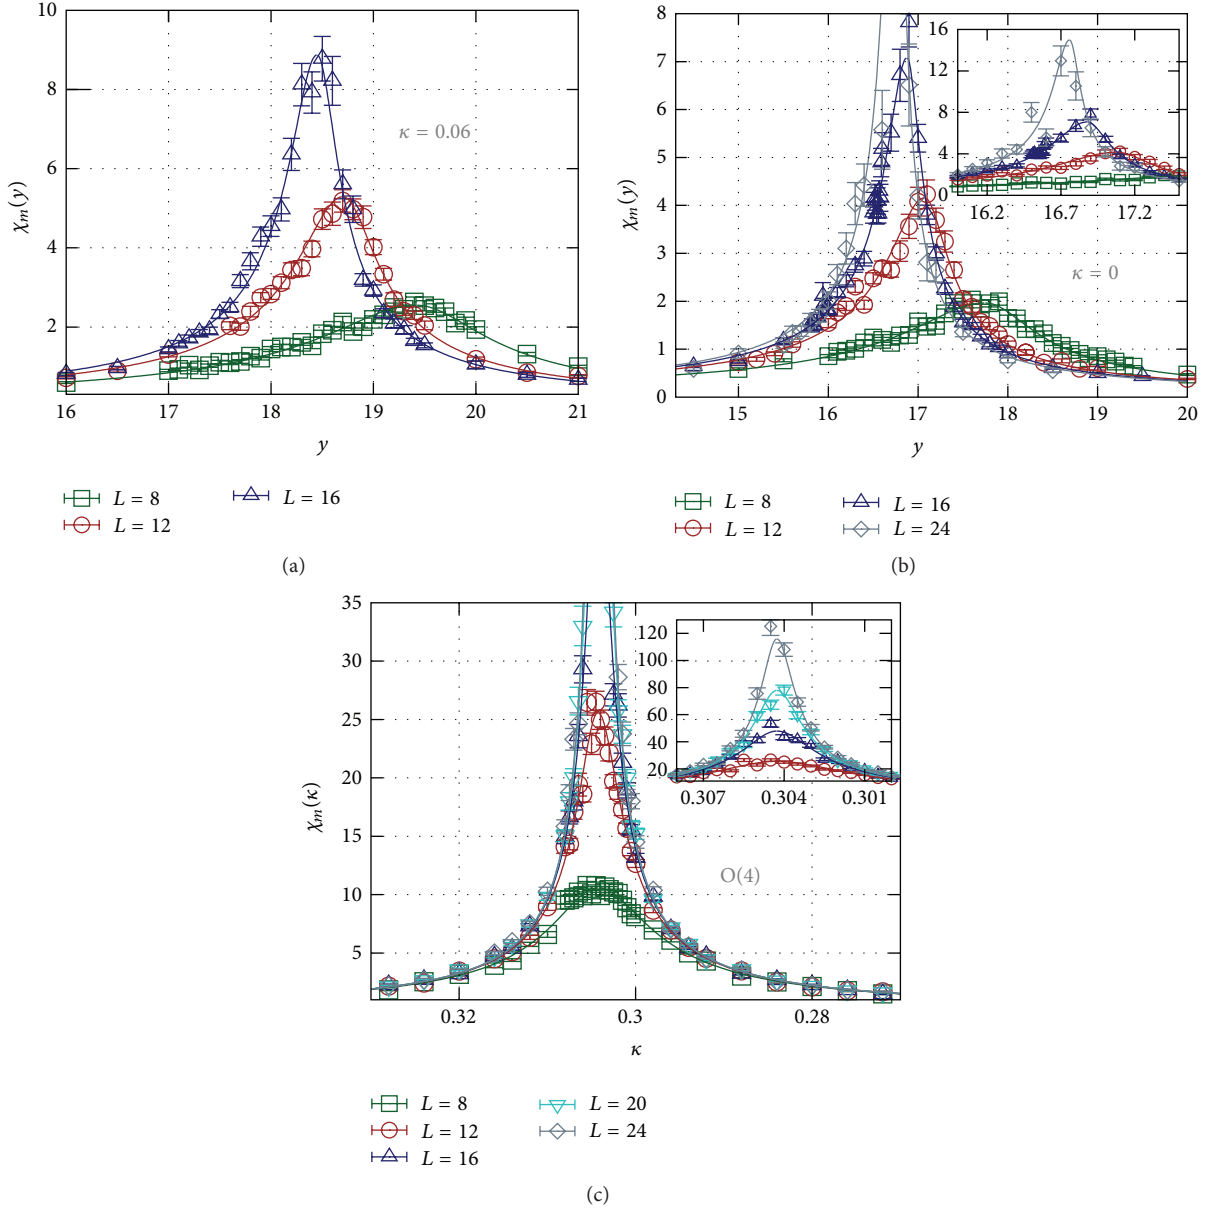 10
8
6
4
2
χm(y)
κ = 0.06
16 17 18 19 20 21
y
L = 8
L = 12
L = 16
(a)
8
7
6
5
4
3
2
1
0
χm(y)
16
12
8
4
0
16.2 16.7 17.2
κ = 0
15 16 17 18 19 20
y
L = 8
L = 12
L = 16
L = 24
(b)
35
30
25
20
15
10
5
χm(κ)
120
100
80
60
40
20
0.307 0.304 0.301
O(4)
0.32 0.3 0.28
κ
L = 8
L = 12
L = 16
L = 20
L = 24
(c)